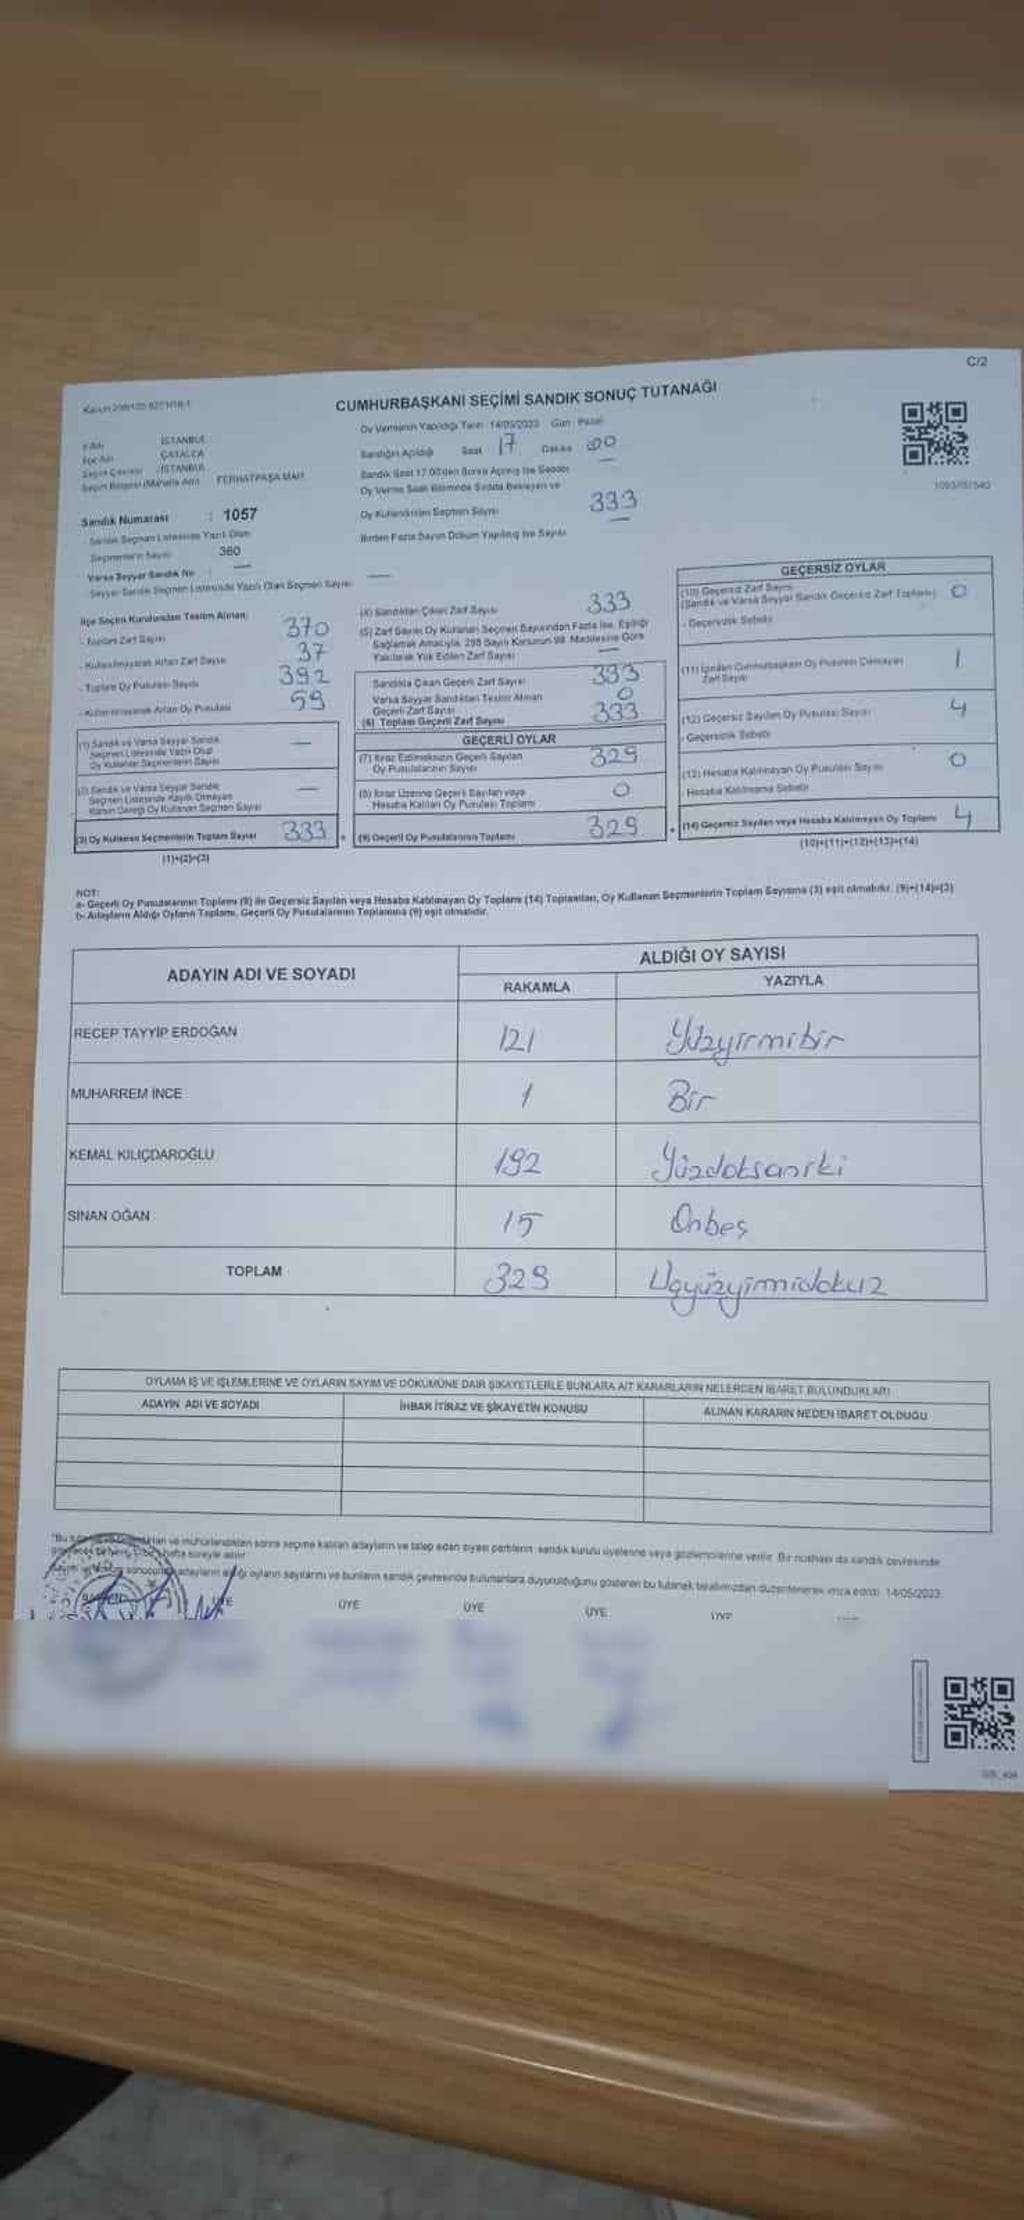 C/2
CUMHURBAŞKANI SEÇİMİ SANDIK SONUÇ TUTANAĞI
Oy Vermenin Yapıldığı Tarih 14/05/2023 Gün Pazar
İli Adı İSTANBUL
İlçe Adı ÇATALCA
Seçim Çevresi İSTANBUL
FERHATPAŞA MAH
Sandığın Açıldığı Saat 17 Dakika 00
Sandık Saat 17.00'den Sonra Açılmış İse Sebebi
Oy Verme Saati Bitiminde Sırada Bekleyen ve
Oy Kullandırılan Seçmen Sayısı 333
Birden Fazla Sayım Döküm Yapılmış İse Sayısı
Sandık Numarası : 1057
Sandık Seçmen Listesinde Yazılı Olan
Seçmenlerin Sayısı 360
Varsa Seyyar Sandık No
Seyyar Sandık Seçmen Listesinde Yazılı Olan Seçmen Sayısı
İlçe Seçim Kurulundan Teslim Alınan
- Toplam Zarf Sayısı 370
- Kullanılmayarak Artan Zarf Sayısı 37
- Toplam Oy Pusulası Sayısı 392
- Kullanılmayarak Artan Oy Pusulası 59
(1) Sandık ve Varsa Seyyar Sandık
Seçmen Listesinde Yazılı Olup
Oy Kullanan Seçmenlerin Sayısı
(2) Sandık ve Varsa Seyyar Sandık
Seçmen Listesinde Kayıtlı Olmayan
Kanun Gereği Oy Kullanan Seçmen Sayısı
(3) Oy Kullanan Seçmenlerin Toplam Sayısı 333
(1)+(2)=(3)
(4) Sandıktan Çıkan Zarf Sayısı 333
(5) Zarf Sayısı Oy Kullanan Seçmen Sayısından Fazla İse, Eşitliği
Sağlamak Amacıyla, 298 Sayılı Kanunun 98. Maddesine Göre
Yakılarak Yok Edilen Zarf Sayısı
Sandıkta Çıkan Geçerli Zarf Sayısı 333
Varsa Seyyar Sandıktan Teslim Alınan
Geçerli Zarf Sayısı 0
(6) Toplam Geçerli Zarf Sayısı 333
GEÇERLİ OYLAR
(7) İtiraz Edilmeksizin Geçerli Sayılan
Oy Pusulalarının Sayısı 329
(8) İtiraz Üzerine Geçerli Sayılan veya
Hesaba Katılan Oy Pusulası Toplamı 0
(9) Geçerli Oy Pusulalarının Toplamı 329
GEÇERSİZ OYLAR
(10) Geçersiz Zarf Sayısı
(Sandık ve Varsa Seyyar Sandık Geçersiz Zarf Toplamı) 0
- Geçersizlik Sebebi
(11) İçinden Cumhurbaşkanı Oy Pusulası Çıkmayan
Zarf Sayısı 1
(12) Geçersiz Sayılan Oy Pusulası Sayısı 4
- Geçersizlik Sebebi
(13) Hesaba Katılmayan Oy Pusulası Sayısı 0
- Hesaba Katılmama Sebebi
(14) Geçersiz Sayılan veya Hesaba Katılmayan Oy Toplamı 4
(10)+(11)+(12)+(13)=(14)
NOT:
a- Geçerli Oy Pusulalarının Toplamı (9) ile Geçersiz Sayılan veya Hesaba Katılmayan Oy Toplamı (14) Toplamları, Oy Kullanan Seçmenlerin Toplam Sayısına (3) eşit olmalıdır. (9)+(14)=(3)
b- Adayların Aldığı Oyların Toplamı, Geçerli Oy Pusulalarının Toplamına (9) eşit olmalıdır.
ADAYIN ADI VE SOYADI
ALDIĞI OY SAYISI
RAKAMLA YAZIYLA
RECEP TAYYİP ERDOĞAN 121 Yüzyirmibir
MUHARREM İNCE 1 Bir
KEMAL KILIÇDAROĞLU 192 Yüzdoksaniki
SİNAN OĞAN 15 Onbeş
TOPLAM 329 Üçyüzyirmidokuz
OYLAMA İŞ VE İŞLEMLERİNE VE OYLARIN SAYIM VE DÖKÜMÜNE DAİR ŞİKAYETLERLE BUNLARA AİT KARARLARIN NELERDEN İBARET BULUNDUKLARI
ADAYIN ADI VE SOYADI İHBAR İTİRAZ VE ŞİKAYETİN KONUSU ALINAN KARARIN NEDEN İBARET OLDUĞU
ve mühürlendikten sonra seçime katılan adayların ve talep eden siyasi partilerin sandık kurulu üyelerine veya gözlemcilerine verilir. Bir nüshası da sandık çevresinde
hafta süreyle asılır.
adayların aldığı oyların sayılarını ve bunların sandık çevresinde bulunanlara duyurulduğunu gösteren bu tutanak tarafımızdan düzenlenerek imza edildi. 14/05/2023
ÜYE ÜYE ÜYE ÜYE